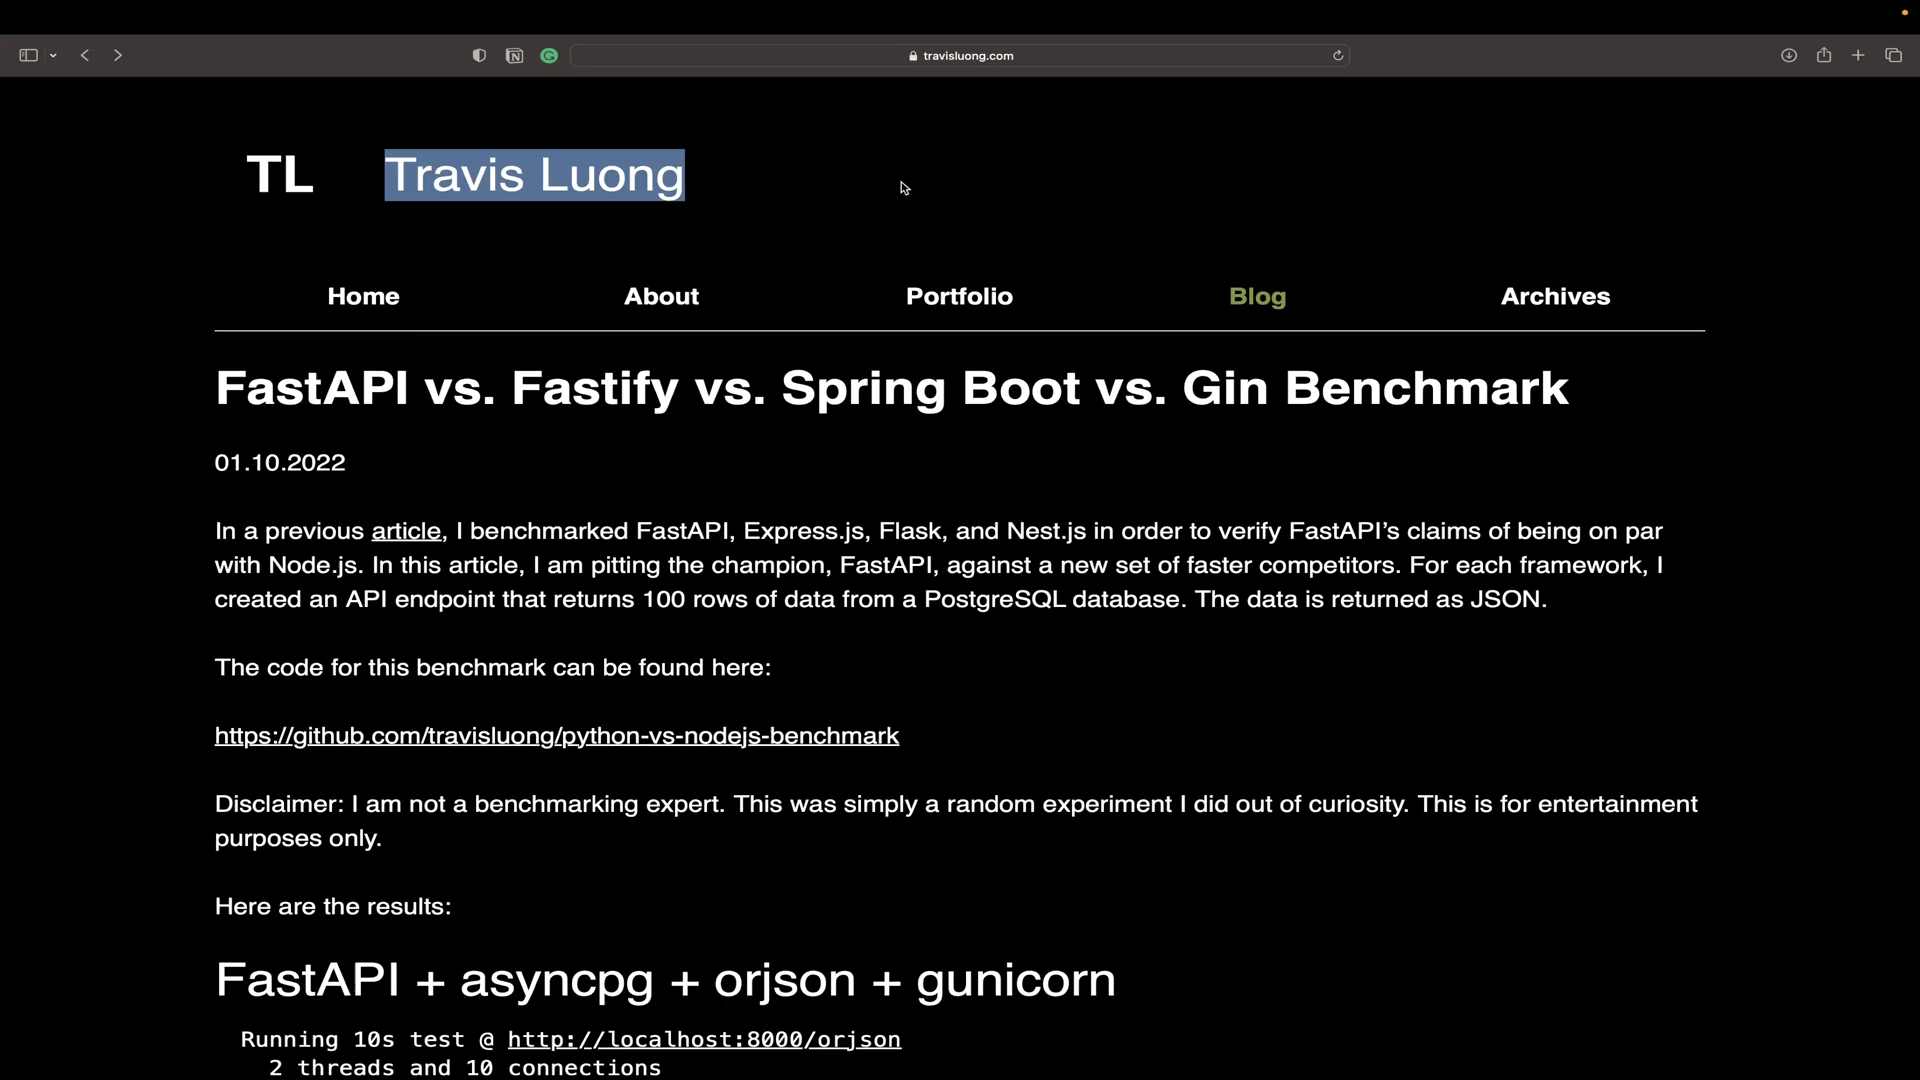 travisluong.com
TL Travis Luong
Home About Portfolio Blog Archives
FastAPI vs. Fastify vs. Spring Boot vs. Gin Benchmark
01.10.2022
In a previous article, I benchmarked FastAPI, Express.js, Flask, and Nest.js in order to verify FastAPI’s claims of being on par
with Node.js. In this article, I am pitting the champion, FastAPI, against a new set of faster competitors. For each framework, I
created an API endpoint that returns 100 rows of data from a PostgreSQL database. The data is returned as JSON.
The code for this benchmark can be found here:
https://github.com/travisluong/python-vs-nodejs-benchmark
Disclaimer: I am not a benchmarking expert. This was simply a random experiment I did out of curiosity. This is for entertainment
purposes only.
Here are the results:
FastAPI + asyncpg + orjson + gunicorn
Running 10s test @ http://localhost:8000/orjson
2 threads and 10 connections